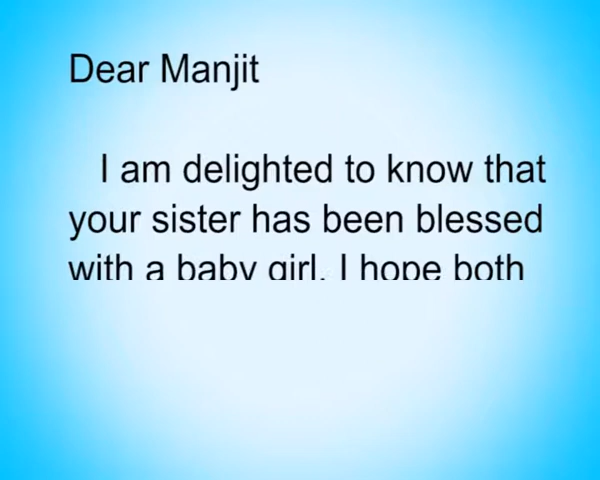 Dear Manjit
I am delighted to know that
your sister has been blessed
with a baby girl. I hope both